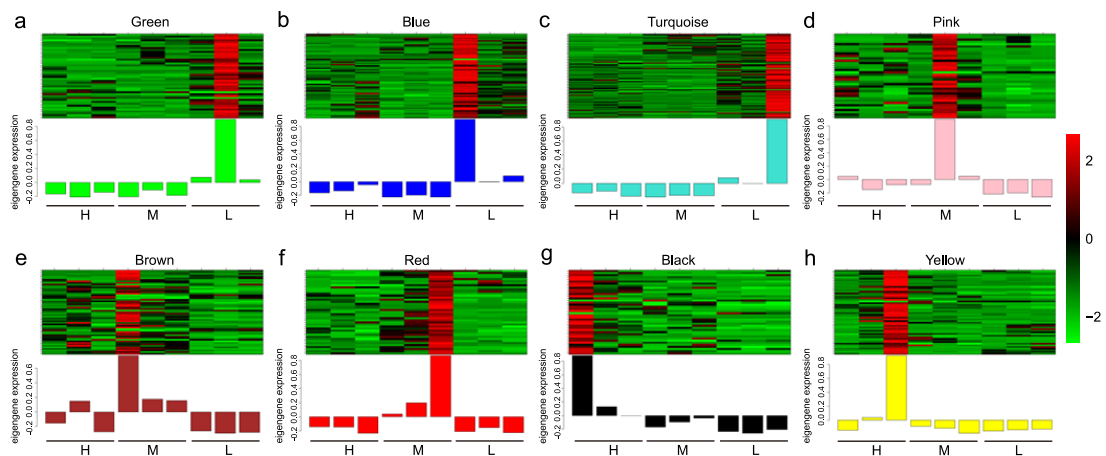 a Green
b Blue
c Turquoise
d Pink
eigengene expression
-0.2 0.0 0.2 0.4 0.6 0.8
H M L
eigengene expression
-0.2 0.0 0.2 0.4 0.6 0.8
H M L
eigengene expression
-0.2 0.0 0.2 0.4 0.6 0.8
H M L
eigengene expression
-0.2 0.0 0.2 0.4 0.6 0.8
H M L
2
0
−2
e Brown
f Red
g Black
h Yellow
eigengene expression
-0.2 0.0 0.2 0.4 0.6
H M L
eigengene expression
-0.2 0.0 0.2 0.4 0.6 0.8
H M L
eigengene expression
-0.2 0.0 0.2 0.4 0.6 0.8
H M L
eigengene expression
-0.2 0.0 0.2 0.4 0.6 0.8
H M L